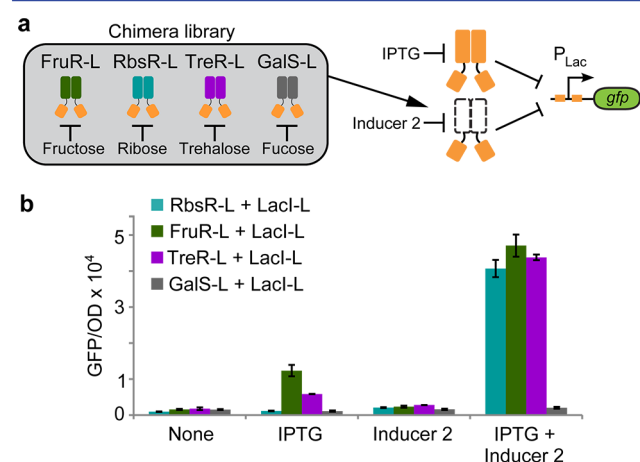 a
Chimera library
FruR-L RbsR-L TreR-L GalS-L
Fructose Ribose Trehalose Fucose
IPTG
Inducer 2
PLac
gfp
b
RbsR-L + LacI-L
FruR-L + LacI-L
TreR-L + LacI-L
GalS-L + LacI-L
GFP/OD x 10⁴
5
3
1
0
None IPTG Inducer 2 IPTG +
Inducer 2